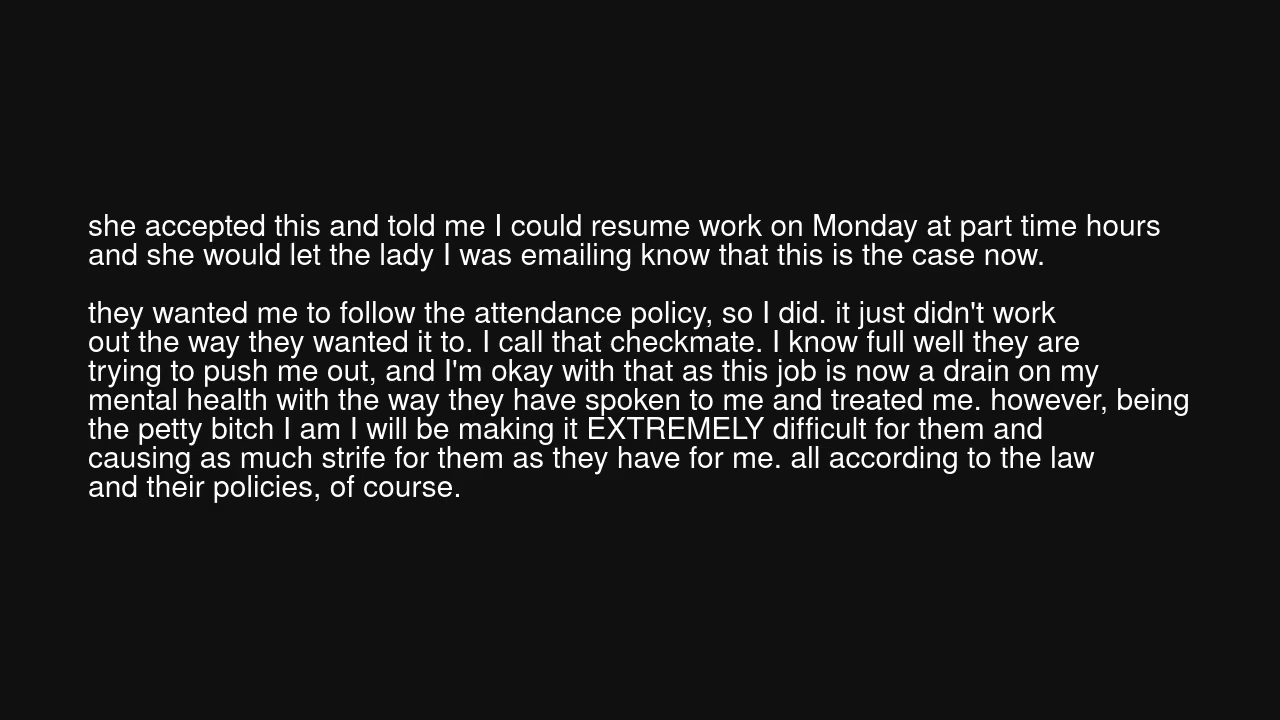 she accepted this and told me I could resume work on Monday at part time hours
and she would let the lady I was emailing know that this is the case now.
they wanted me to follow the attendance policy, so I did. it just didn't work
out the way they wanted it to. I call that checkmate. I know full well they are
trying to push me out, and I'm okay with that as this job is now a drain on my
mental health with the way they have spoken to me and treated me. however, being
the petty bitch I am I will be making it EXTREMELY difficult for them and
causing as much strife for them as they have for me. all according to the law
and their policies, of course.